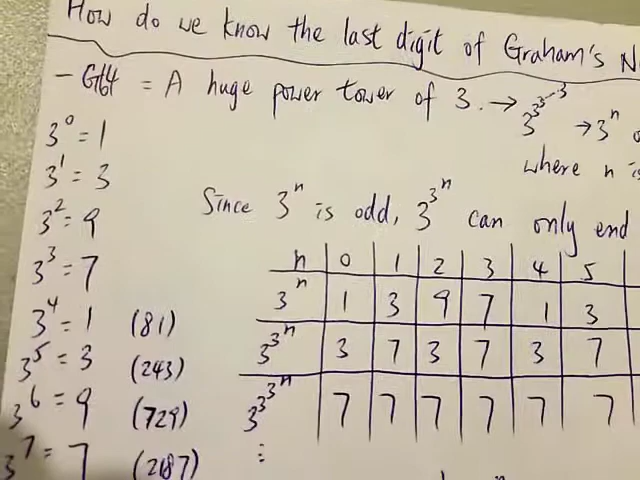 How do we know the last digit of Graham's N
- G64 = A huge power tower of 3. → 3^3^3^...^3 → 3^n
where n is
3^0 = 1
3^1 = 3
3^2 = 9
3^3 = 7
3^4 = 1 (81)
3^5 = 3 (243)
3^6 = 9 (729)
3^7 = 7 (2187)
Since 3^n is odd, 3^3^n can only end
n 0 1 2 3 4 5
3^n 1 3 9 7 1 3
3^3^n 3 7 3 7 3 7
3^3^3^n 7 7 7 7 7 7
⋮